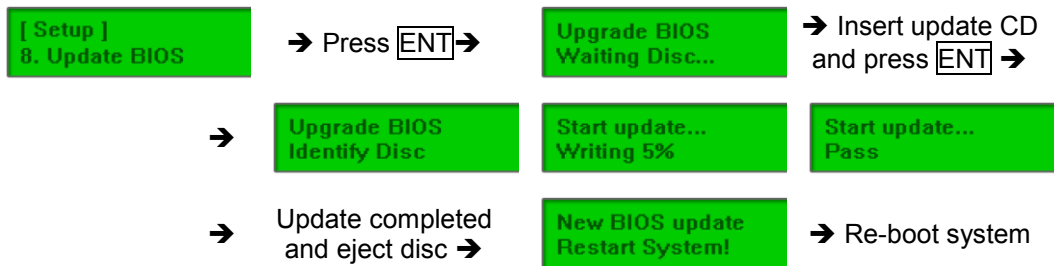 [ Setup ]
8. Update BIOS
➔ Press ENT ➔
Upgrade BIOS
Waiting Disc...
➔ Insert update CD
and press ENT ➔
➔
Upgrade BIOS
Identify Disc
Start update...
Writing 5%
Start update...
Pass
➔
Update completed
and eject disc ➔
New BIOS update
Restart System!
➔ Re-boot system